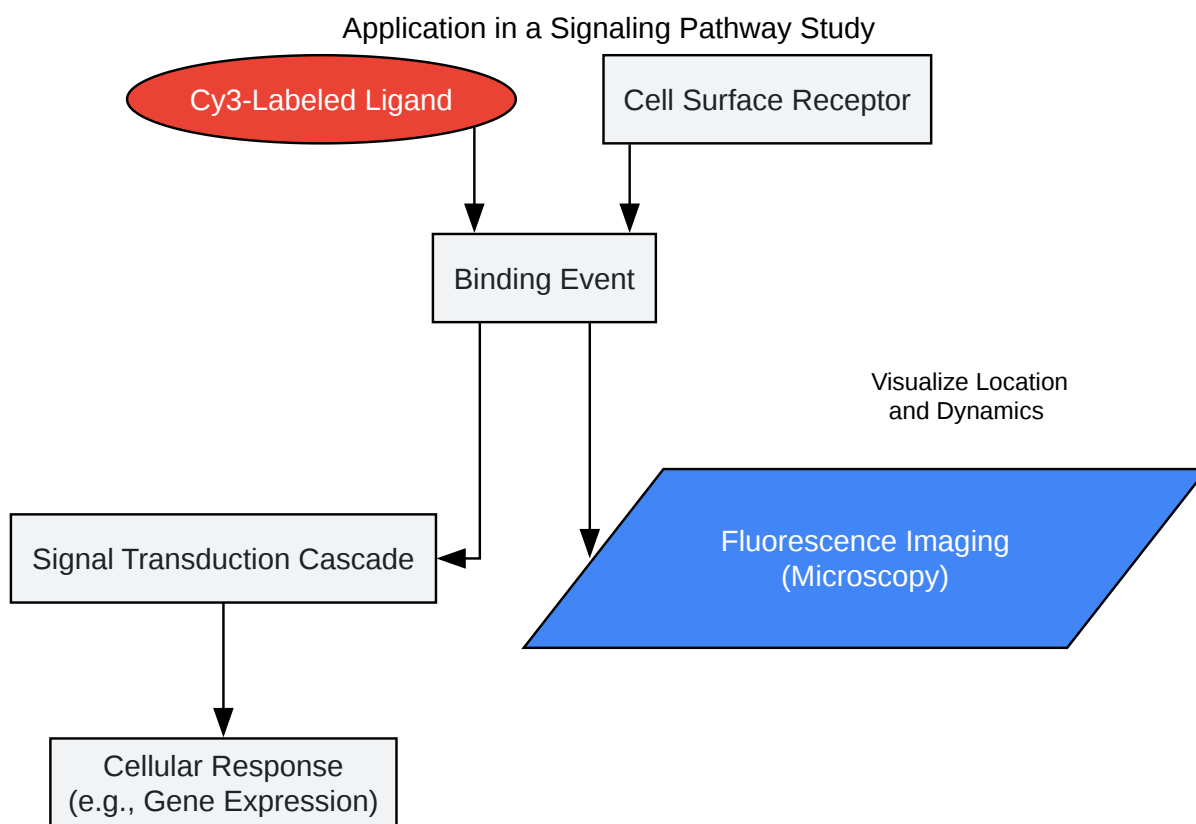 Application in a Signaling Pathway Study
Cy3-Labeled Ligand
Cell Surface Receptor
Binding Event
Visualize Location
and Dynamics
Signal Transduction Cascade
Fluorescence Imaging
(Microscopy)
Cellular Response
(e.g., Gene Expression)